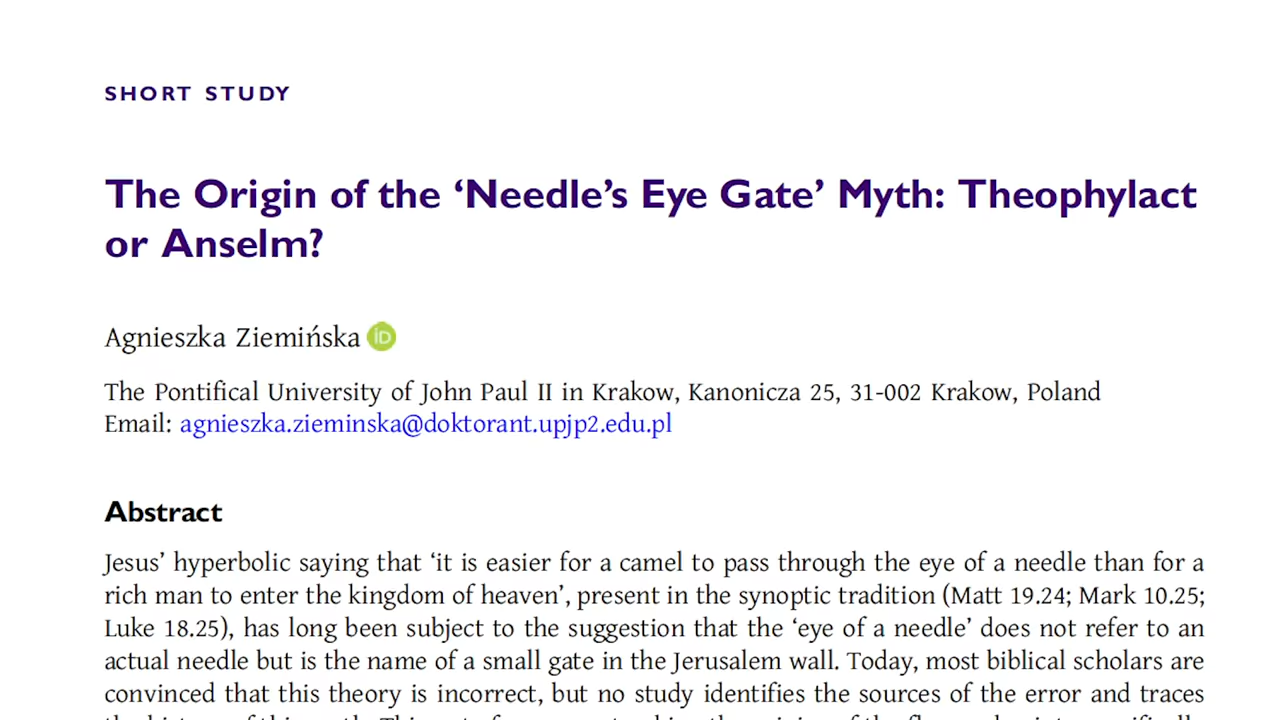 SHORT STUDY
The Origin of the ‘Needle’s Eye Gate’ Myth: Theophylact
or Anselm?
Agnieszka Ziemińska iD
The Pontifical University of John Paul II in Krakow, Kanonicza 25, 31-002 Krakow, Poland
Email: agnieszka.zieminska@doktorant.upjp2.edu.pl
Abstract
Jesus’ hyperbolic saying that ‘it is easier for a camel to pass through the eye of a needle than for a
rich man to enter the kingdom of heaven’, present in the synoptic tradition (Matt 19.24; Mark 10.25;
Luke 18.25), has long been subject to the suggestion that the ‘eye of a needle’ does not refer to an
actual needle but is the name of a small gate in the Jerusalem wall. Today, most biblical scholars are
convinced that this theory is incorrect, but no study identifies the sources of the error and traces